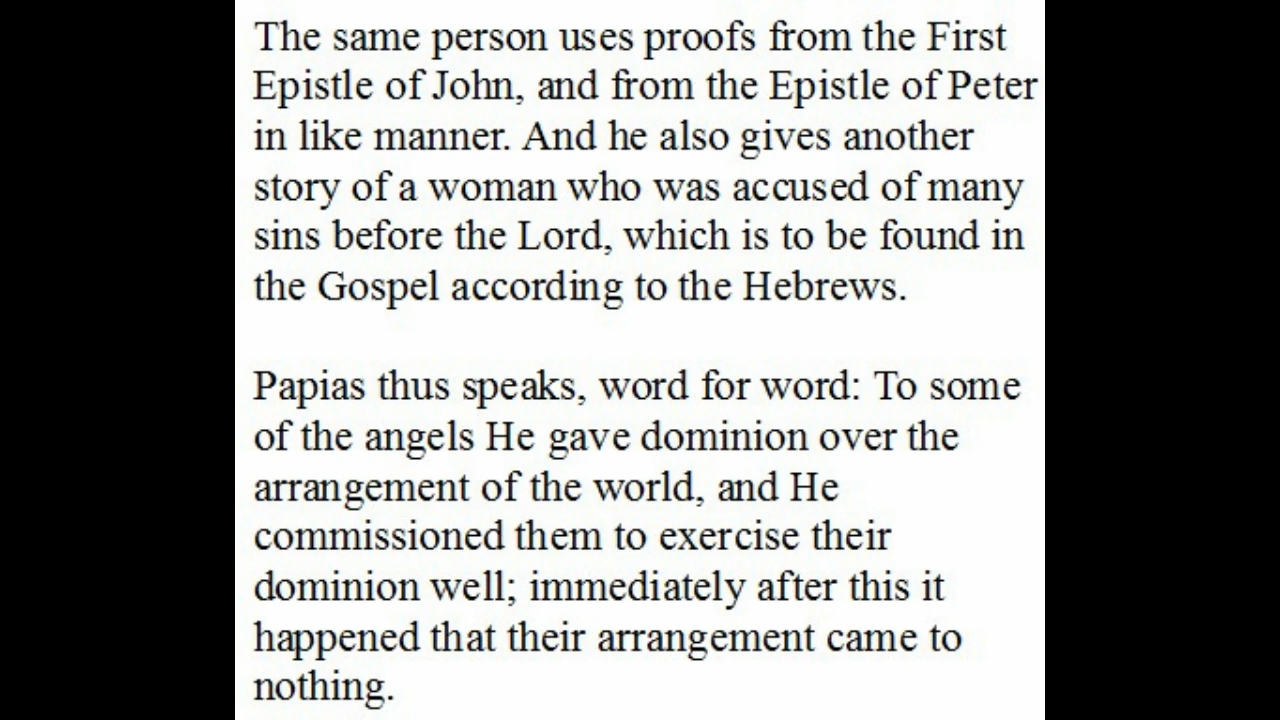 The same person uses proofs from the First
Epistle of John, and from the Epistle of Peter
in like manner. And he also gives another
story of a woman who was accused of many
sins before the Lord, which is to be found in
the Gospel according to the Hebrews.

Papias thus speaks, word for word: To some
of the angels He gave dominion over the
arrangement of the world, and He
commissioned them to exercise their
dominion well; immediately after this it
happened that their arrangement came to
nothing.